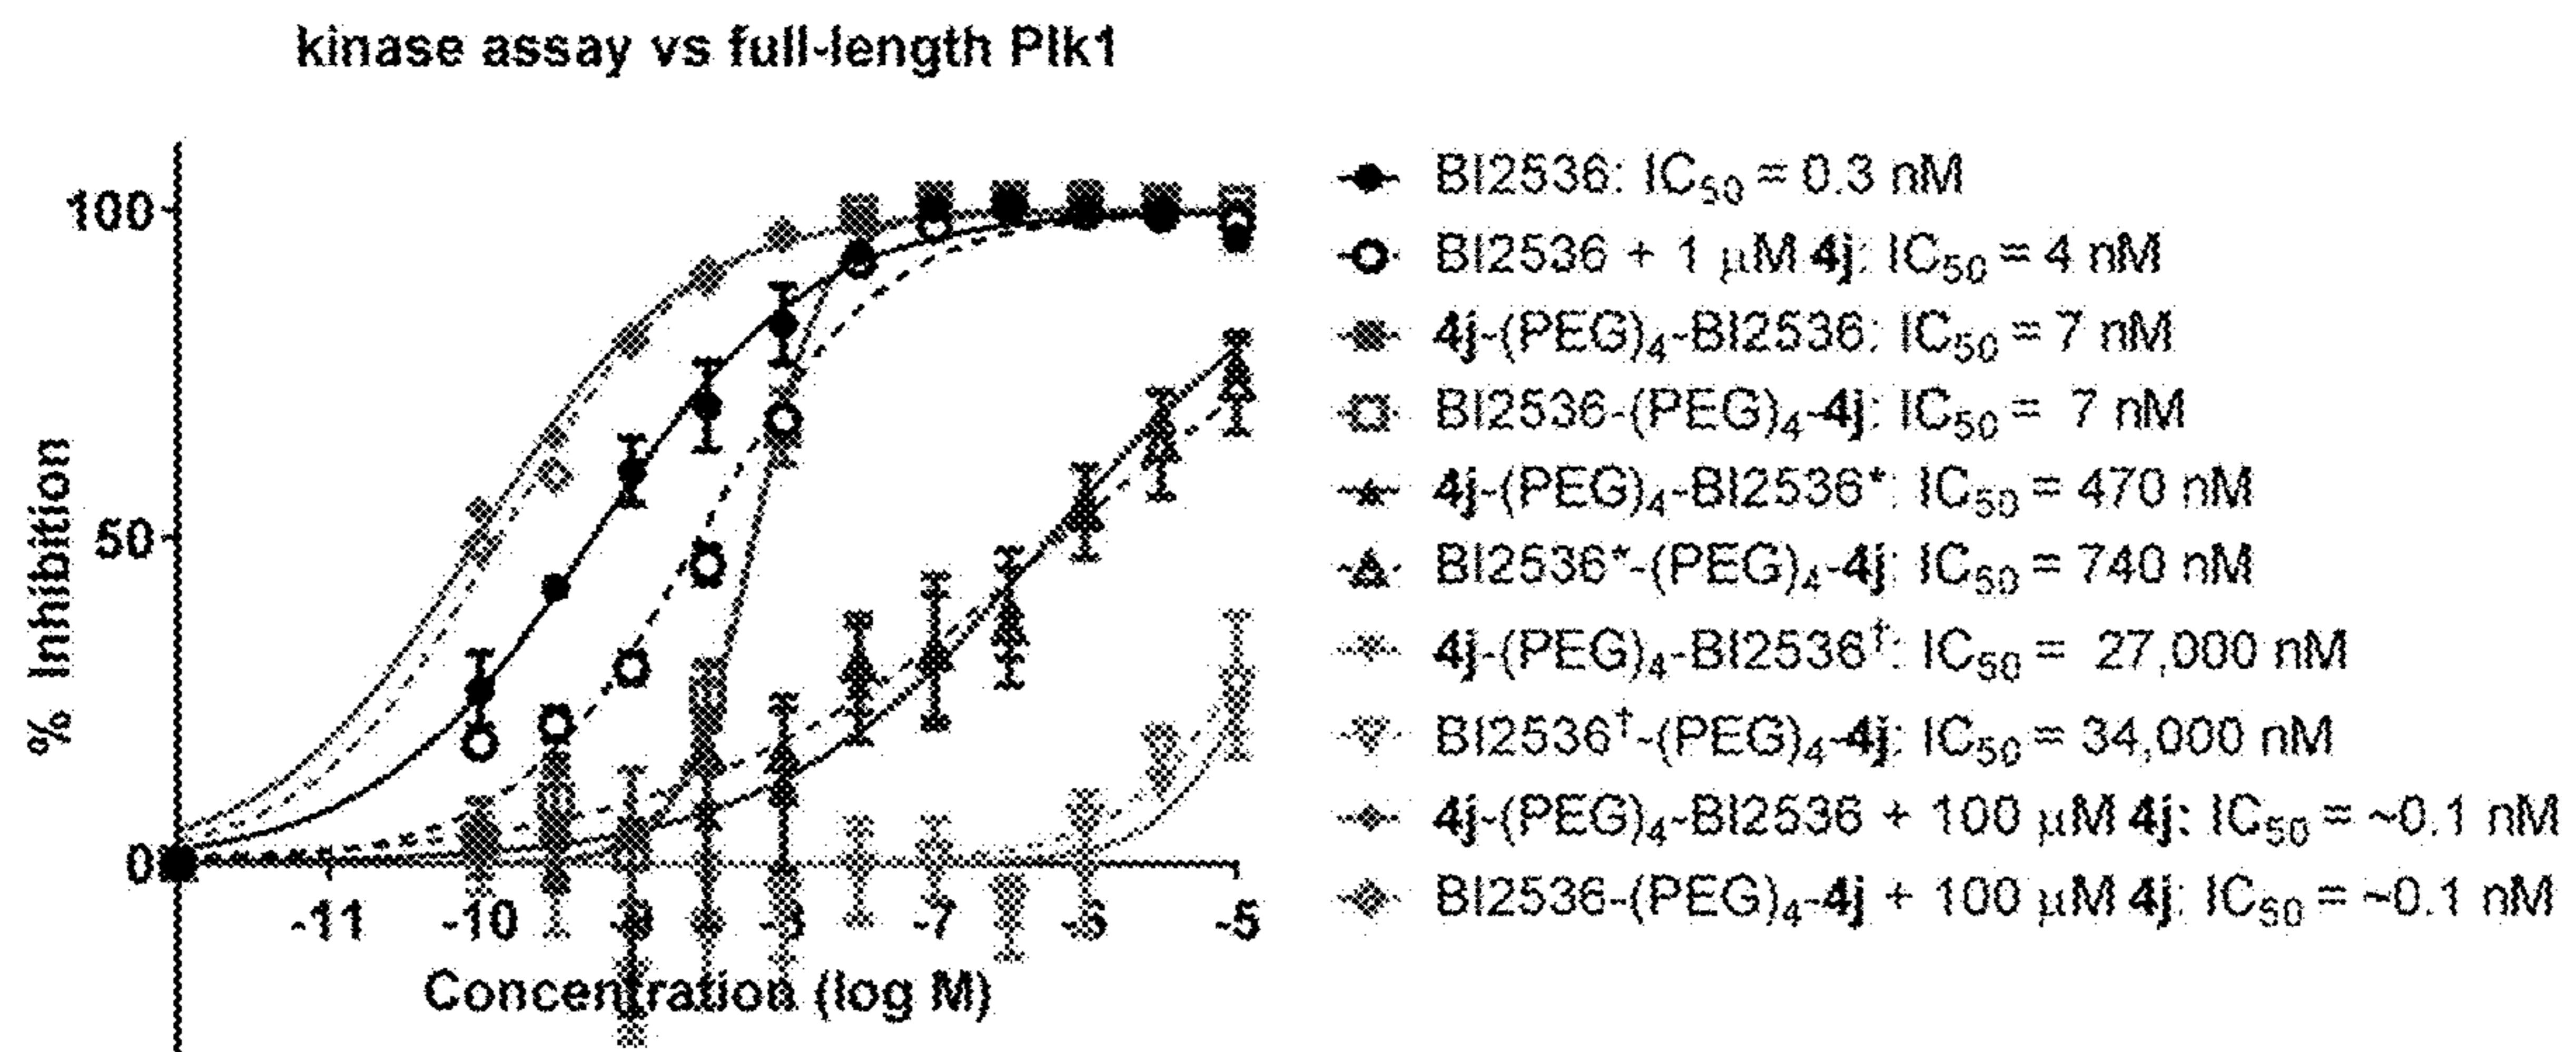 kinase assay vs full-length Plk1
100
50
0
% Inhibition
-11 -10 -9 -8 -7 -6 -5
Concentration (log M)
BI2536: IC50 = 0.3 nM
BI2536 + 1 μM 4j: IC50 = 4 nM
4j-(PEG)4-BI2536: IC50 = 7 nM
BI2536-(PEG)4-4j: IC50 = 7 nM
4j-(PEG)4-BI2536*: IC50 = 470 nM
BI2536*-(PEG)4-4j: IC50 = 740 nM
4j-(PEG)4-BI2536†: IC50 = 27,000 nM
BI2536†-(PEG)4-4j: IC50 = 34,000 nM
4j-(PEG)4-BI2536 + 100 μM 4j: IC50 = ~0.1 nM
BI2536-(PEG)4-4j + 100 μM 4j: IC50 = ~0.1 nM